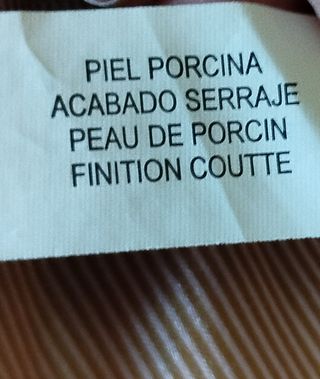 PIEL PORCINA
ACABADO SERRAJE
PEAU DE PORCIN
FINITION COUTTE